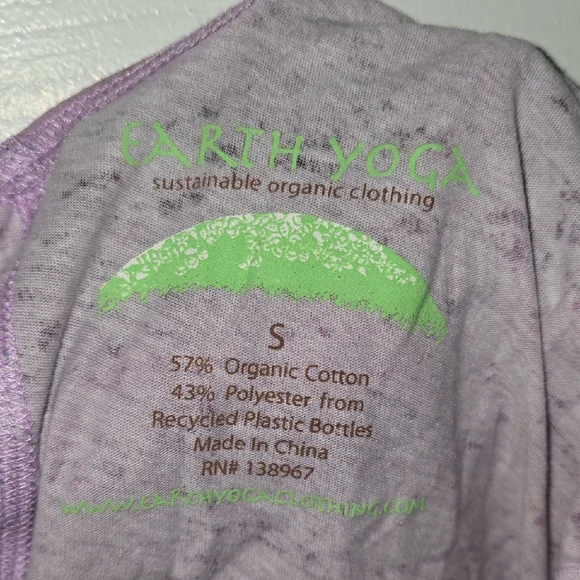 EARTH YOGA
sustainable organic clothing
S
57% Organic Cotton
43% Polyester from
Recycled Plastic Bottles
Made In China
RN# 138967
WWW.EARTHYOGACLOTHING.COM